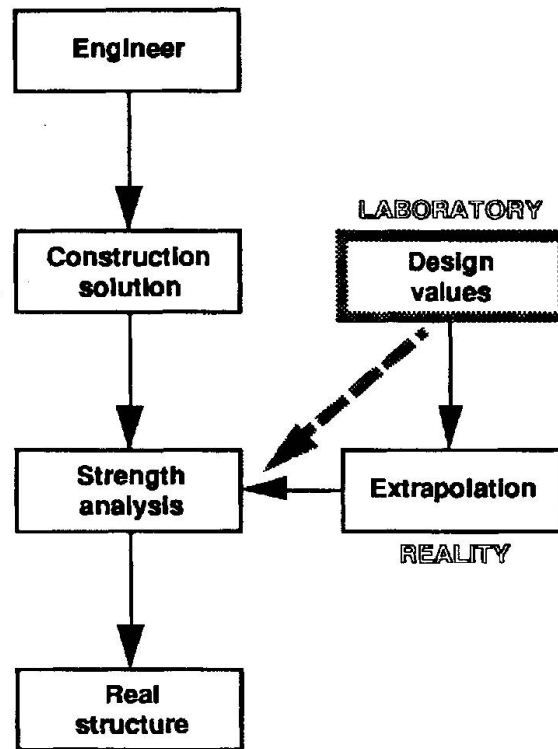 Engineer
LABORATORY
Construction
solution
Design
values
Strength
analysis
Extrapolation
REALITY
Real
structure